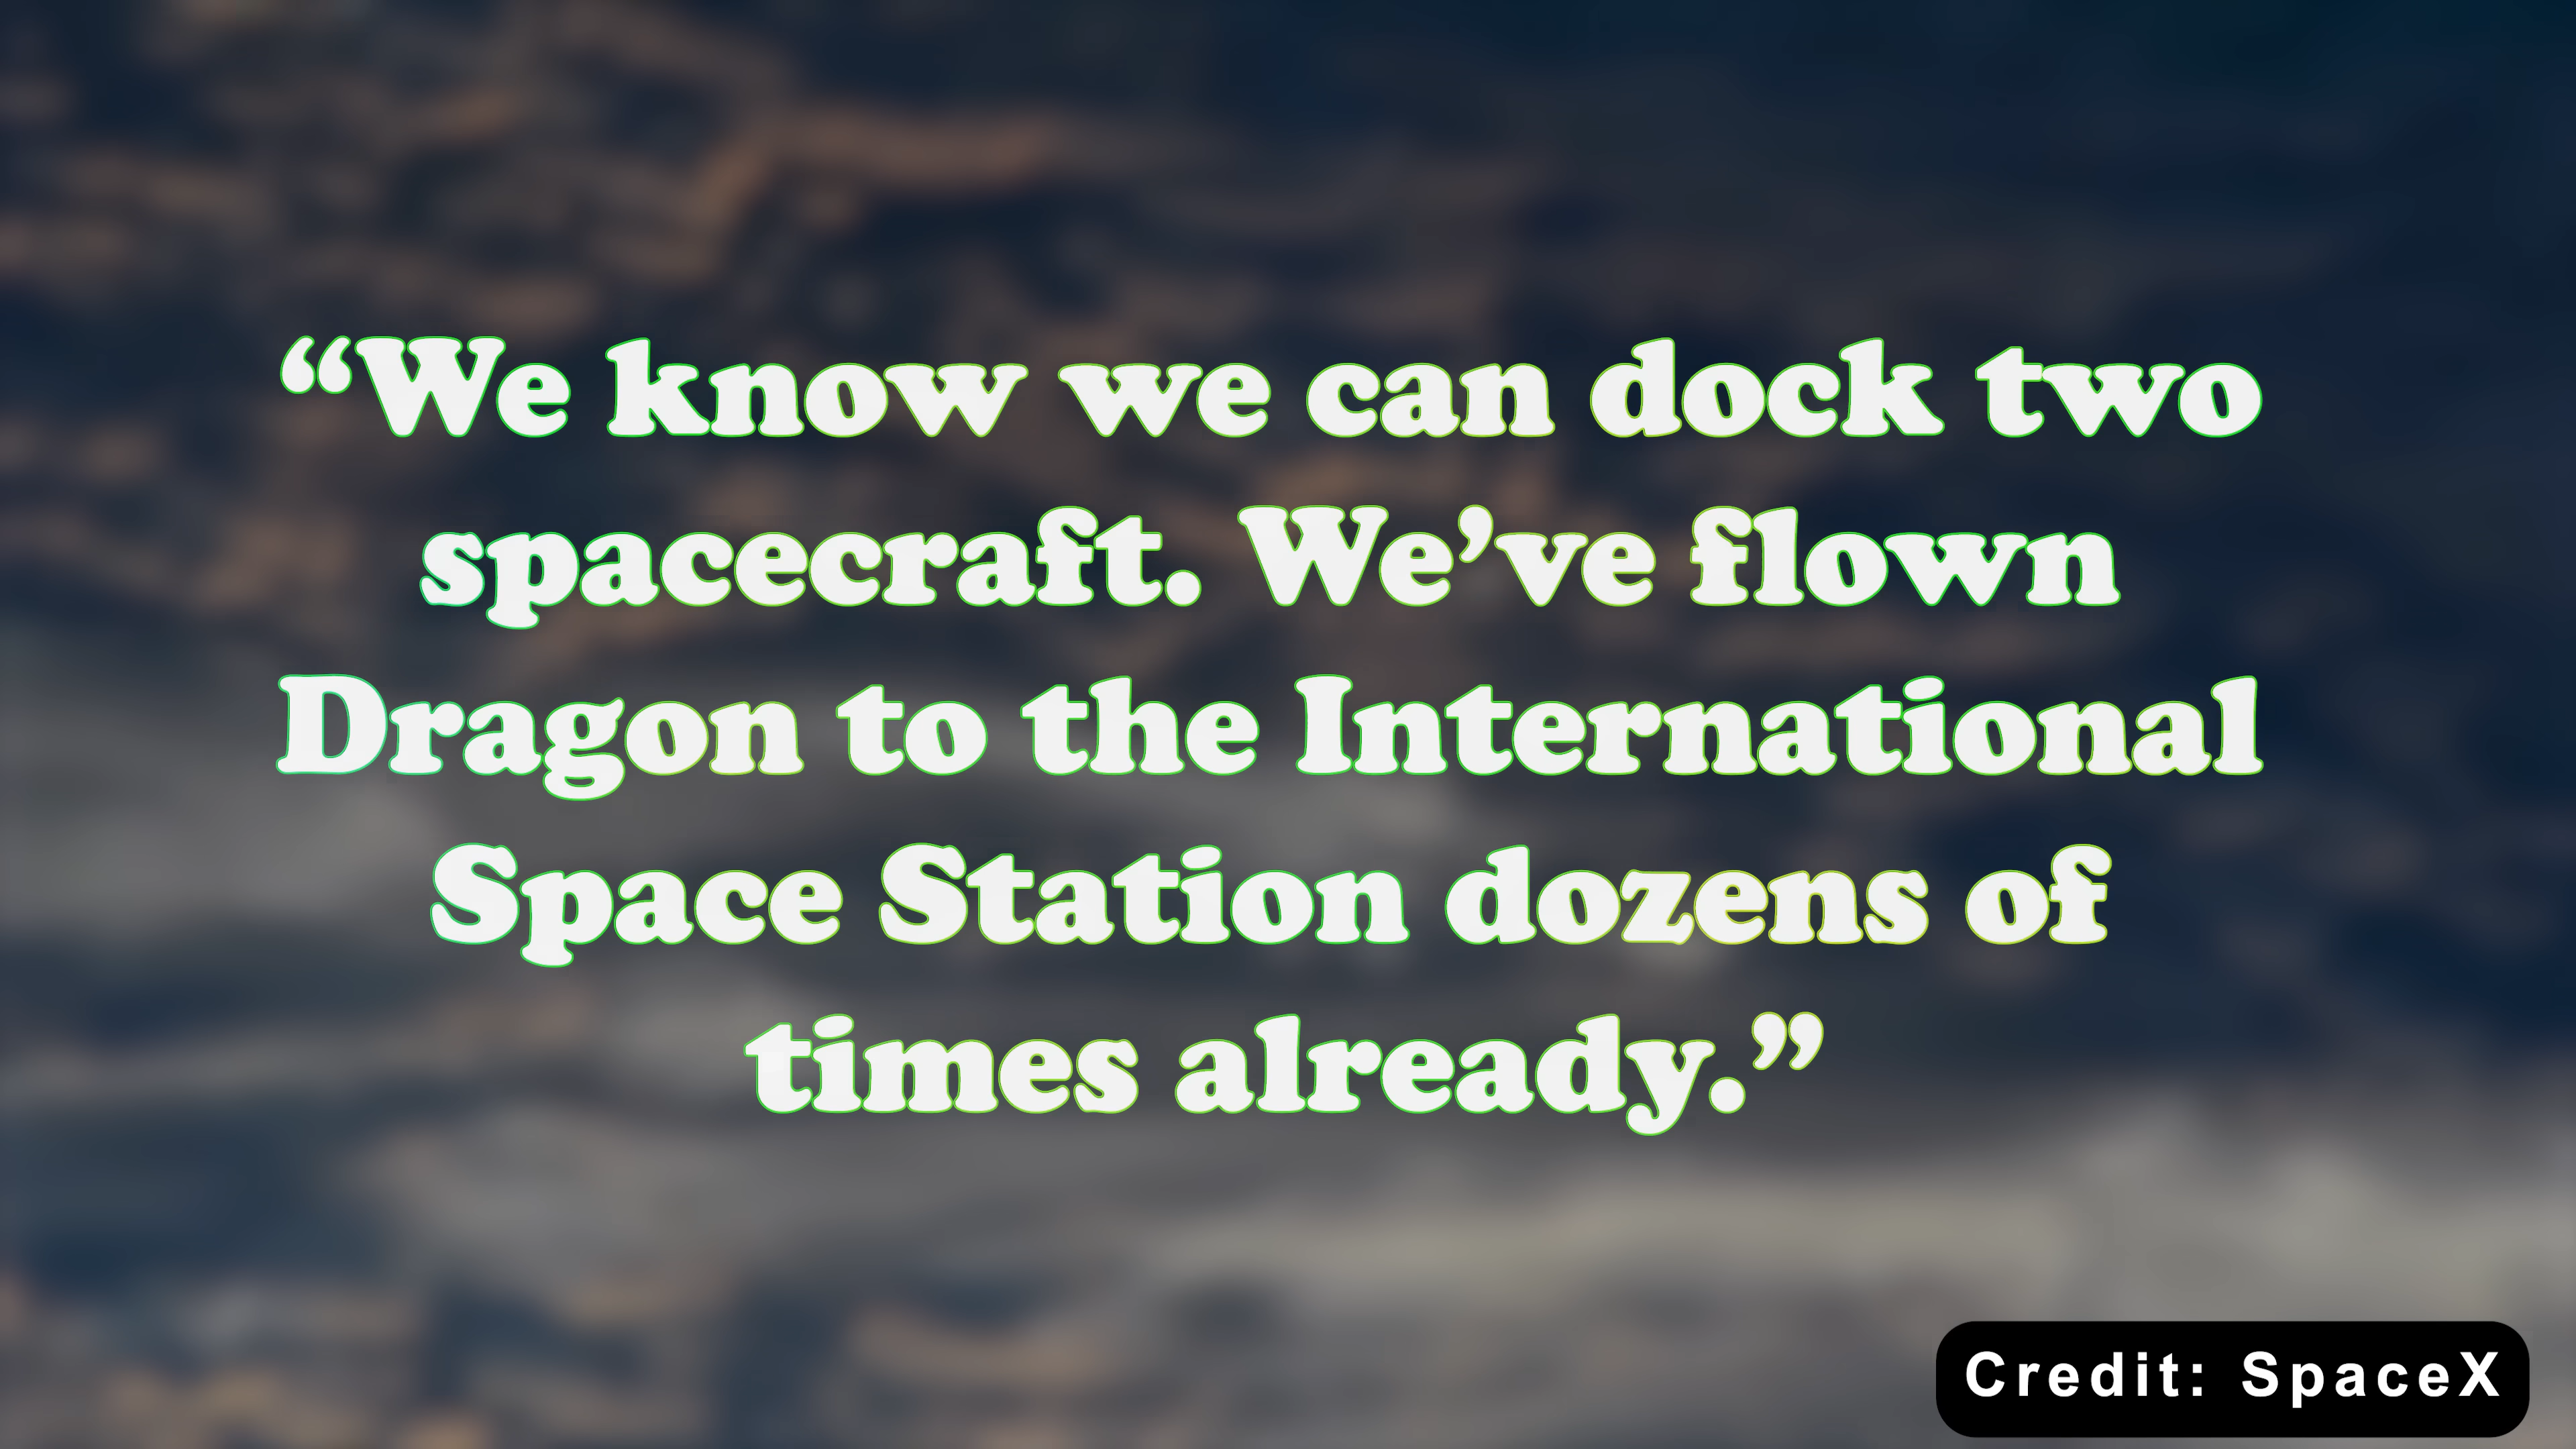 “We know we can dock two
spacecraft. We’ve flown
Dragon to the International
Space Station dozens of
times already.”
Credit: SpaceX